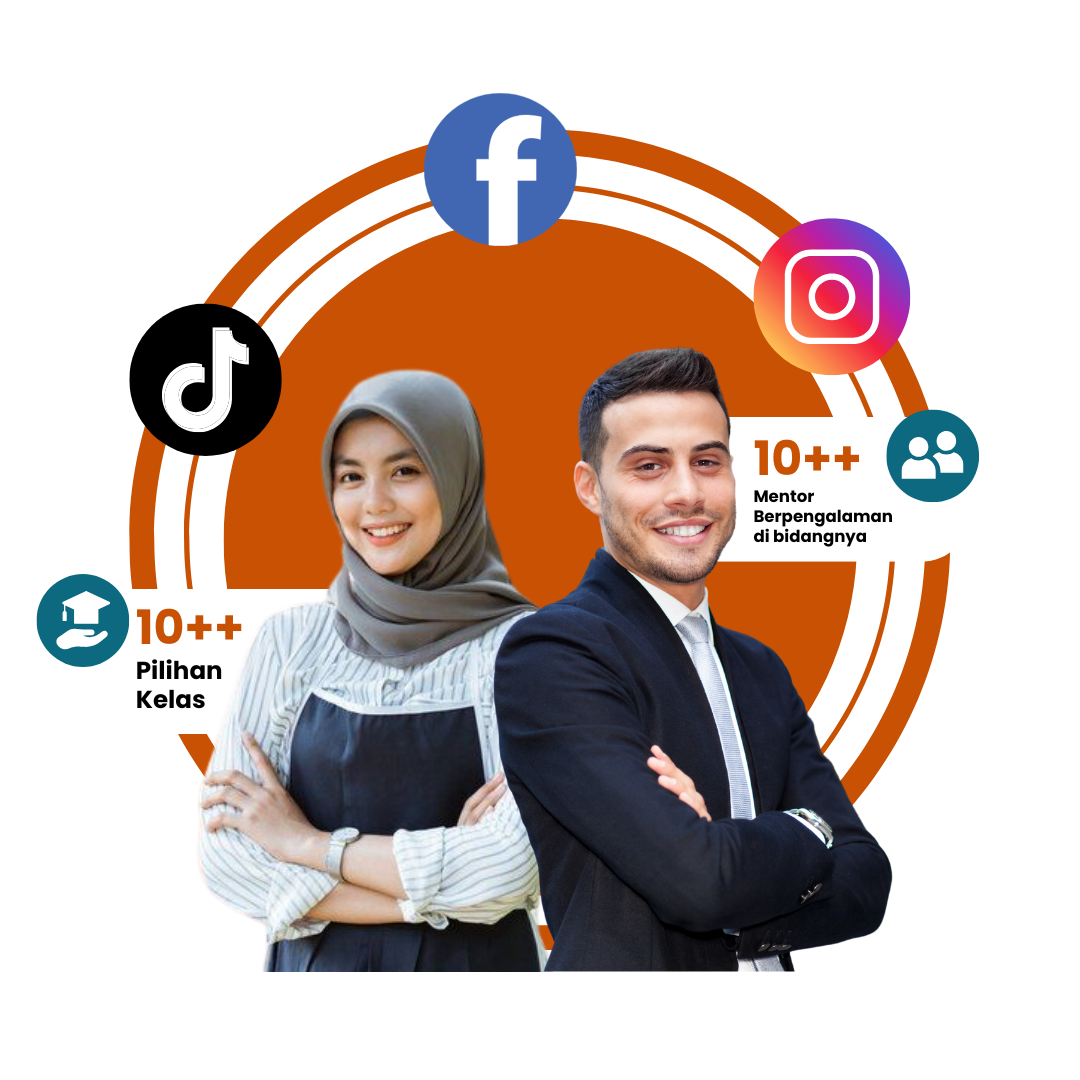 10++
Mentor
Berpengalaman
di bidangnya
10++
Pilihan
Kelas